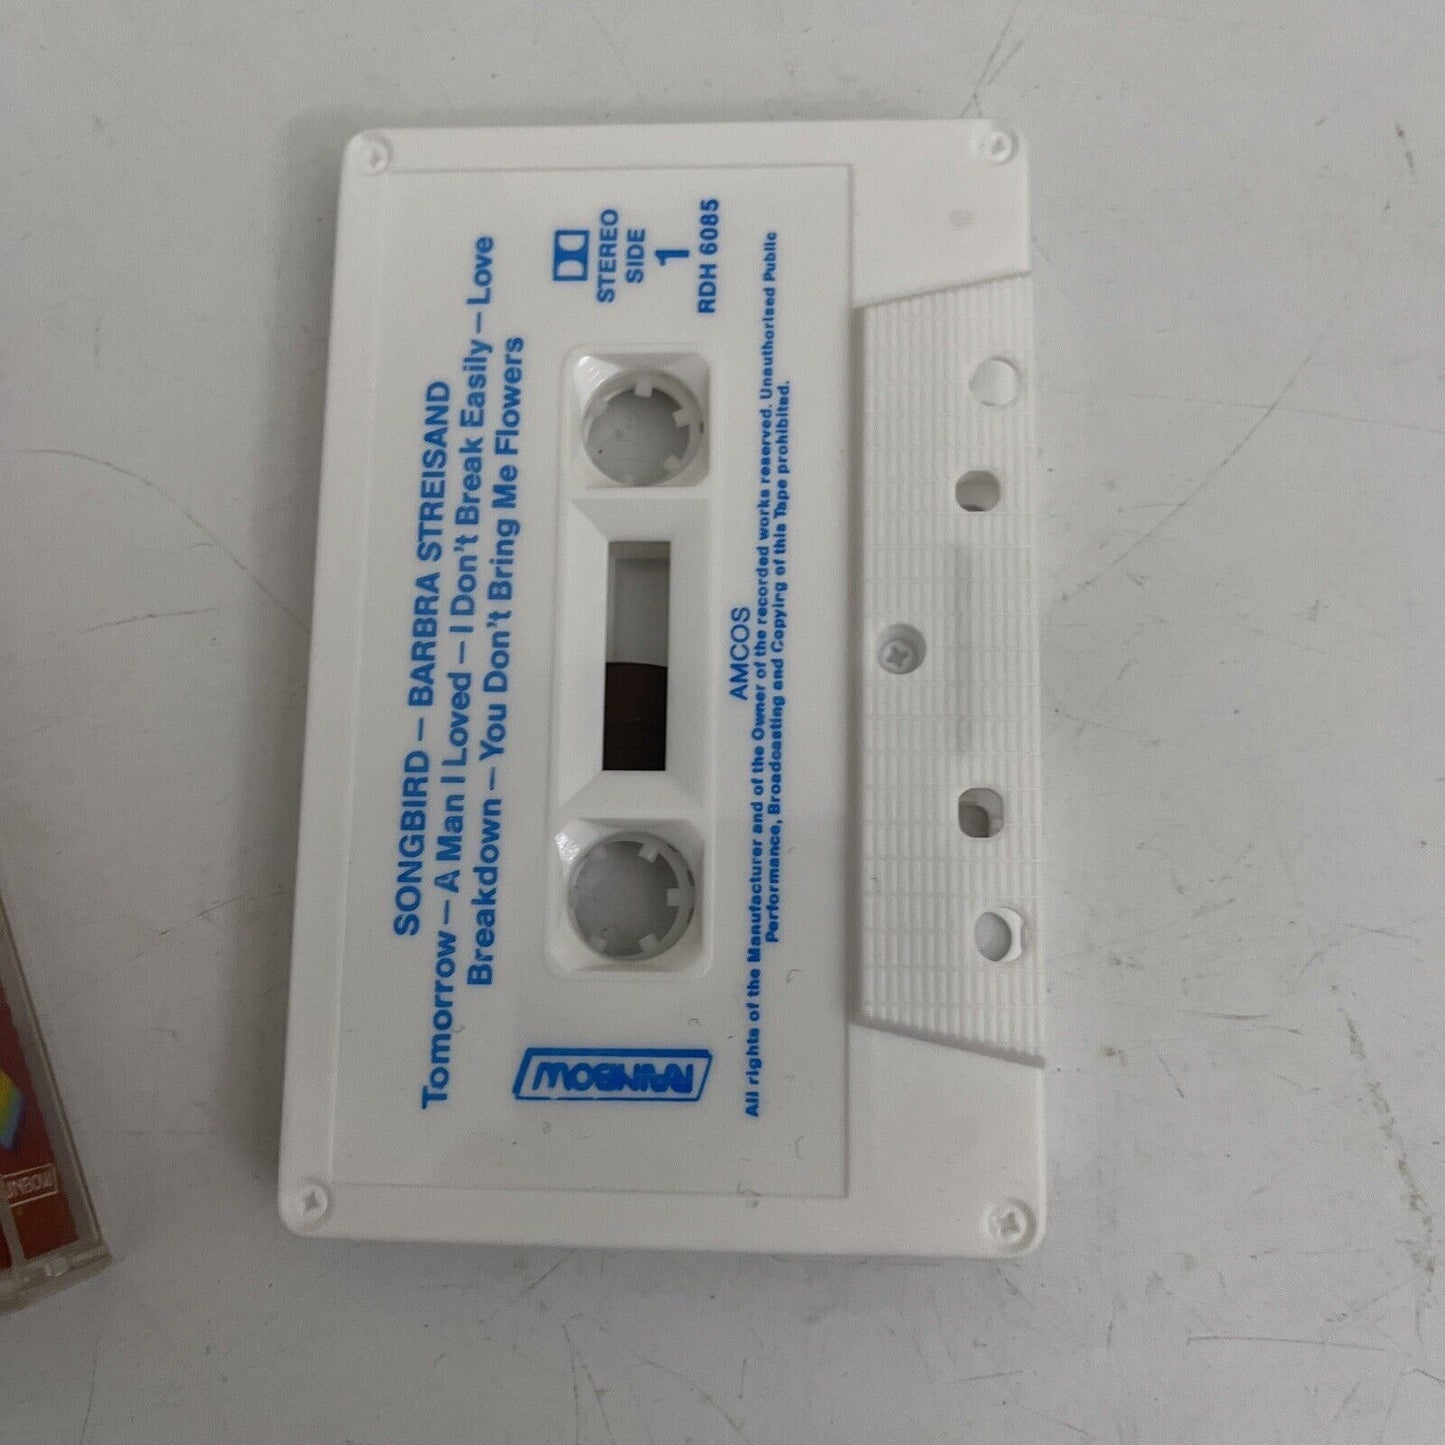 SONGBIRD – BARBRA STREISAND
Tomorrow – A Man I Loved – I Don't Break Easily – Love
Breakdown – You Don't Bring Me Flowers
STEREO
SIDE
1
RDH 6085
RAINBOW
AMCOS
All rights of the Manufacturer and of the Owner of the recorded works reserved. Unauthorised Public
Performance, Broadcasting and Copying of this Tape prohibited.